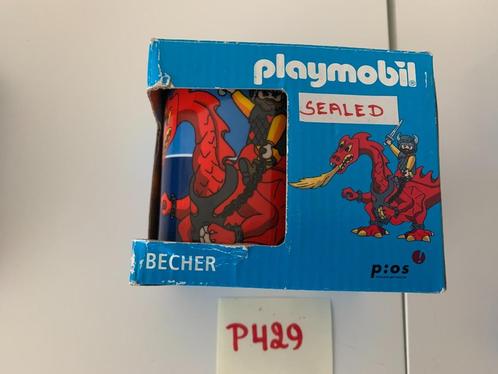 playmobil
SEALED
BECHER
p:os
P429